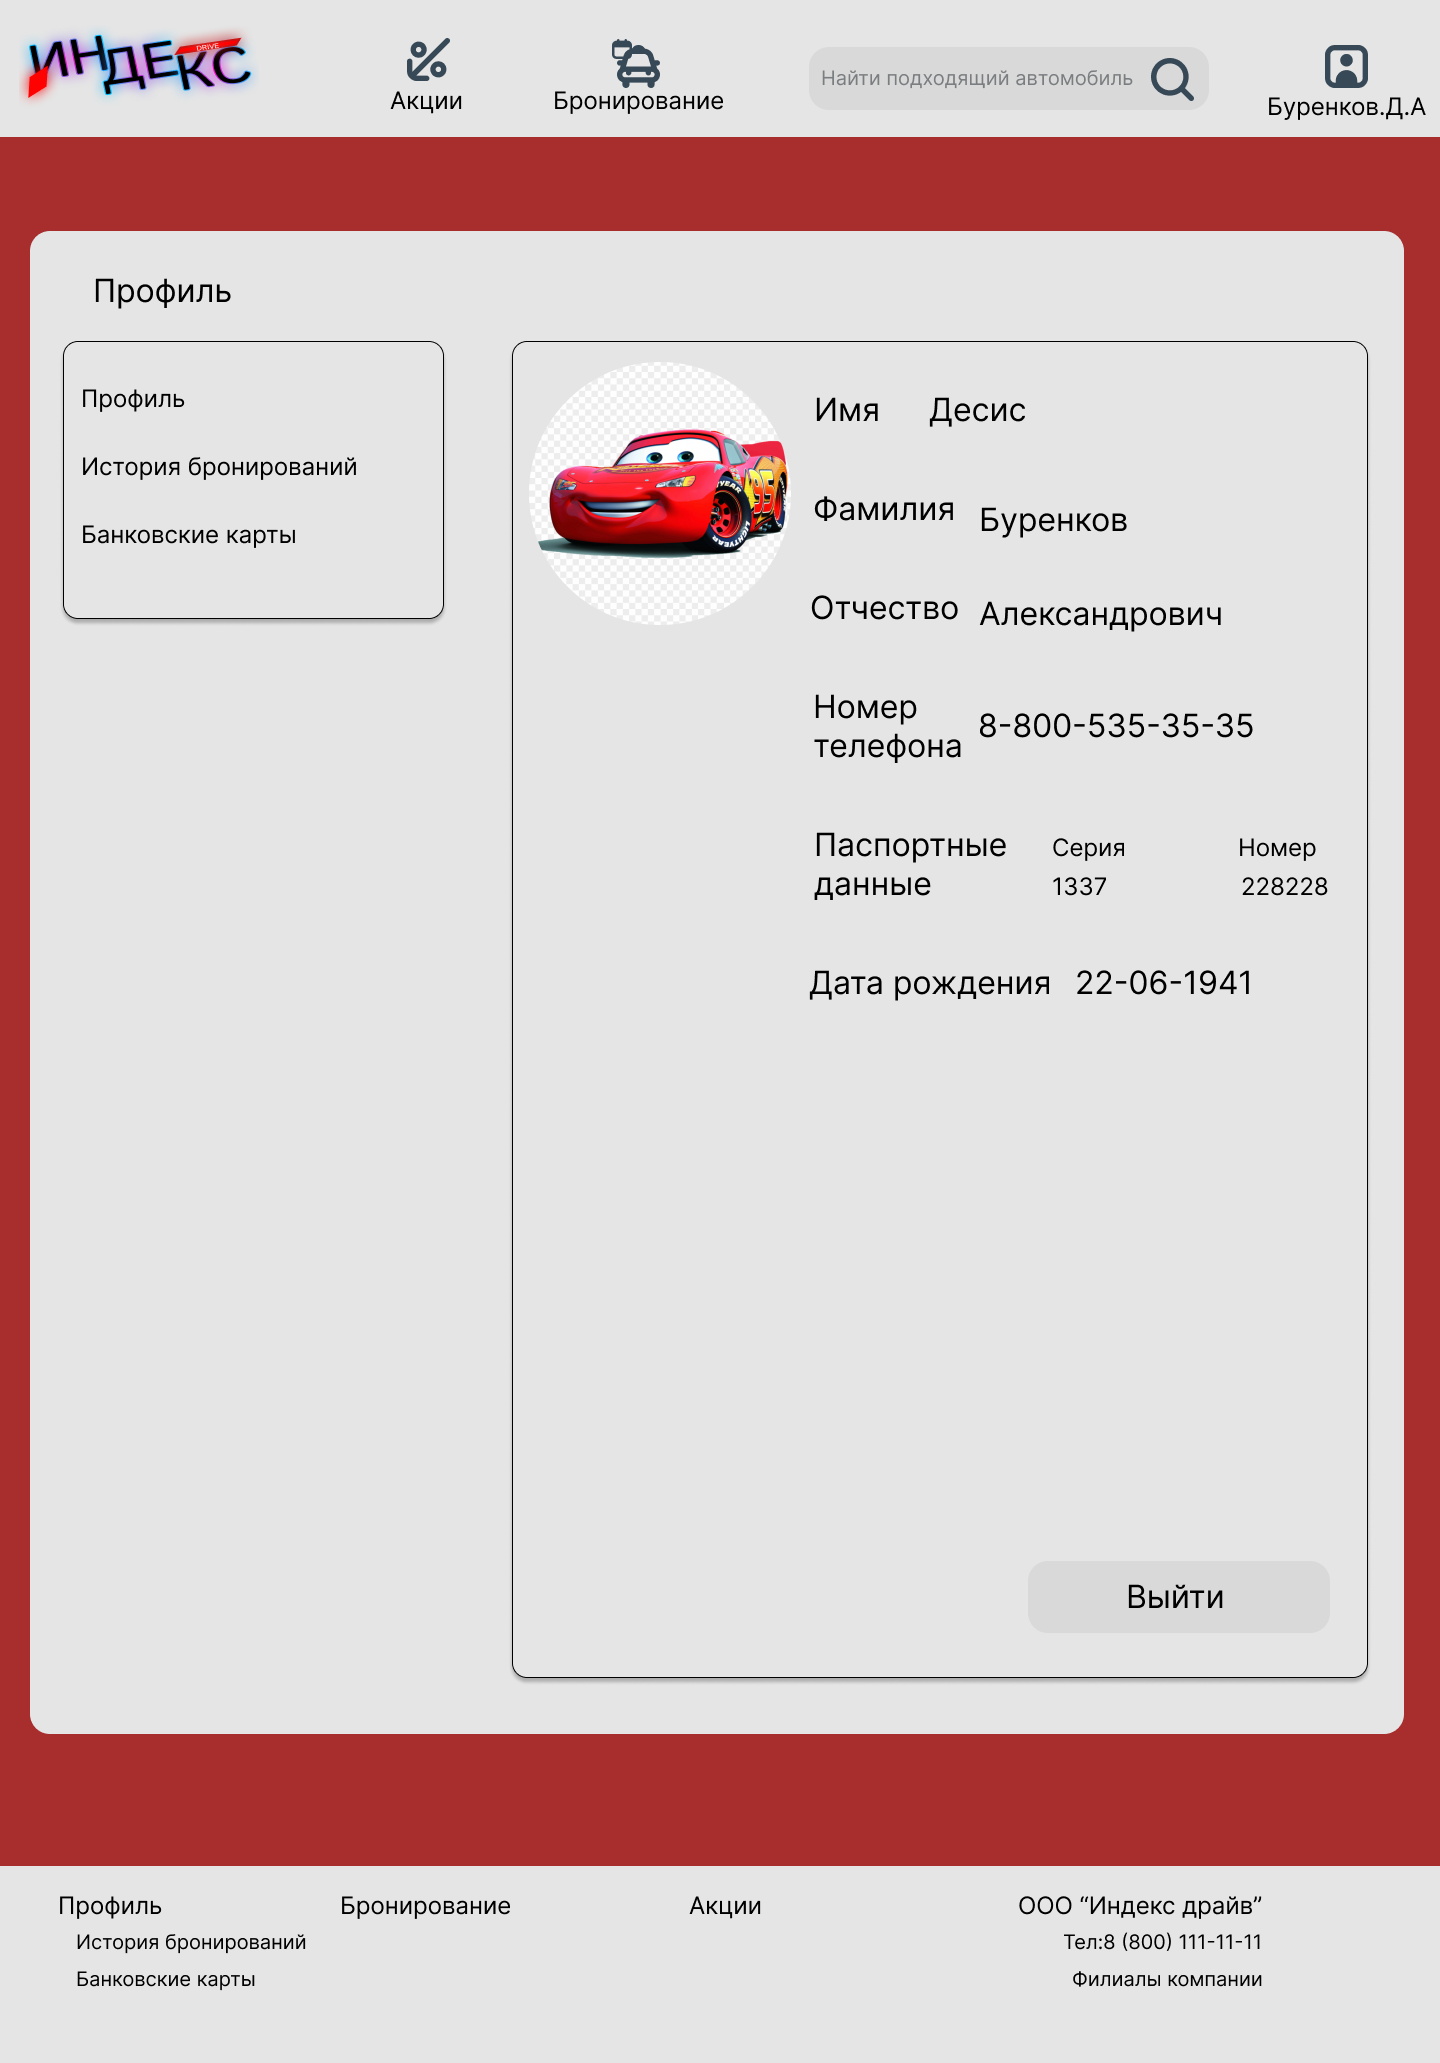 ИНДЕКС
DRIVE
Акции
Бронирование
Найти подходящий автомобиль
Буренков.Д.А
Профиль
Профиль
История бронирований
Банковские карты
95
LIGHTYEAR
Имя Десис
Фамилия Буренков
Отчество Александрович
Номер
телефона 8-800-535-35-35
Паспортные Серия Номер
данные 1337 228228
Дата рождения 22-06-1941
Выйти
Профиль Бронирование Акции ООО “Индекс драйв”
История бронирований Тел:8 (800) 111-11-11
Банковские карты Филиалы компании